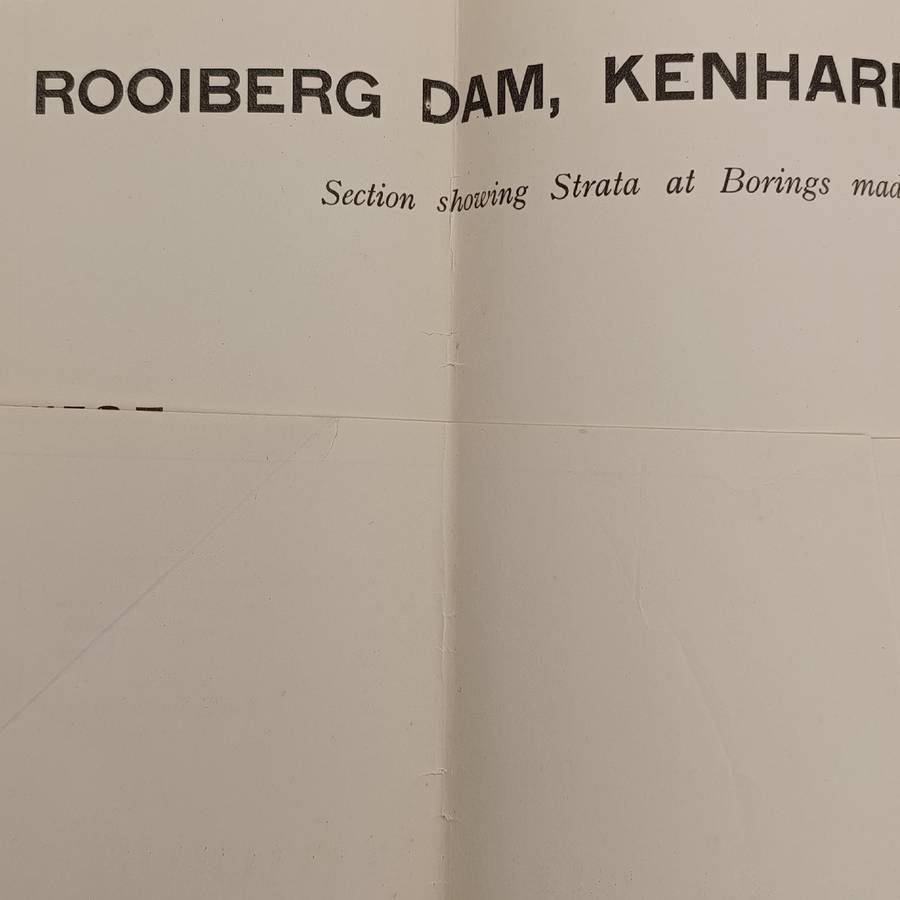 ROOIBERG DAM, KENHAR
Section showing Strata at Borings mad